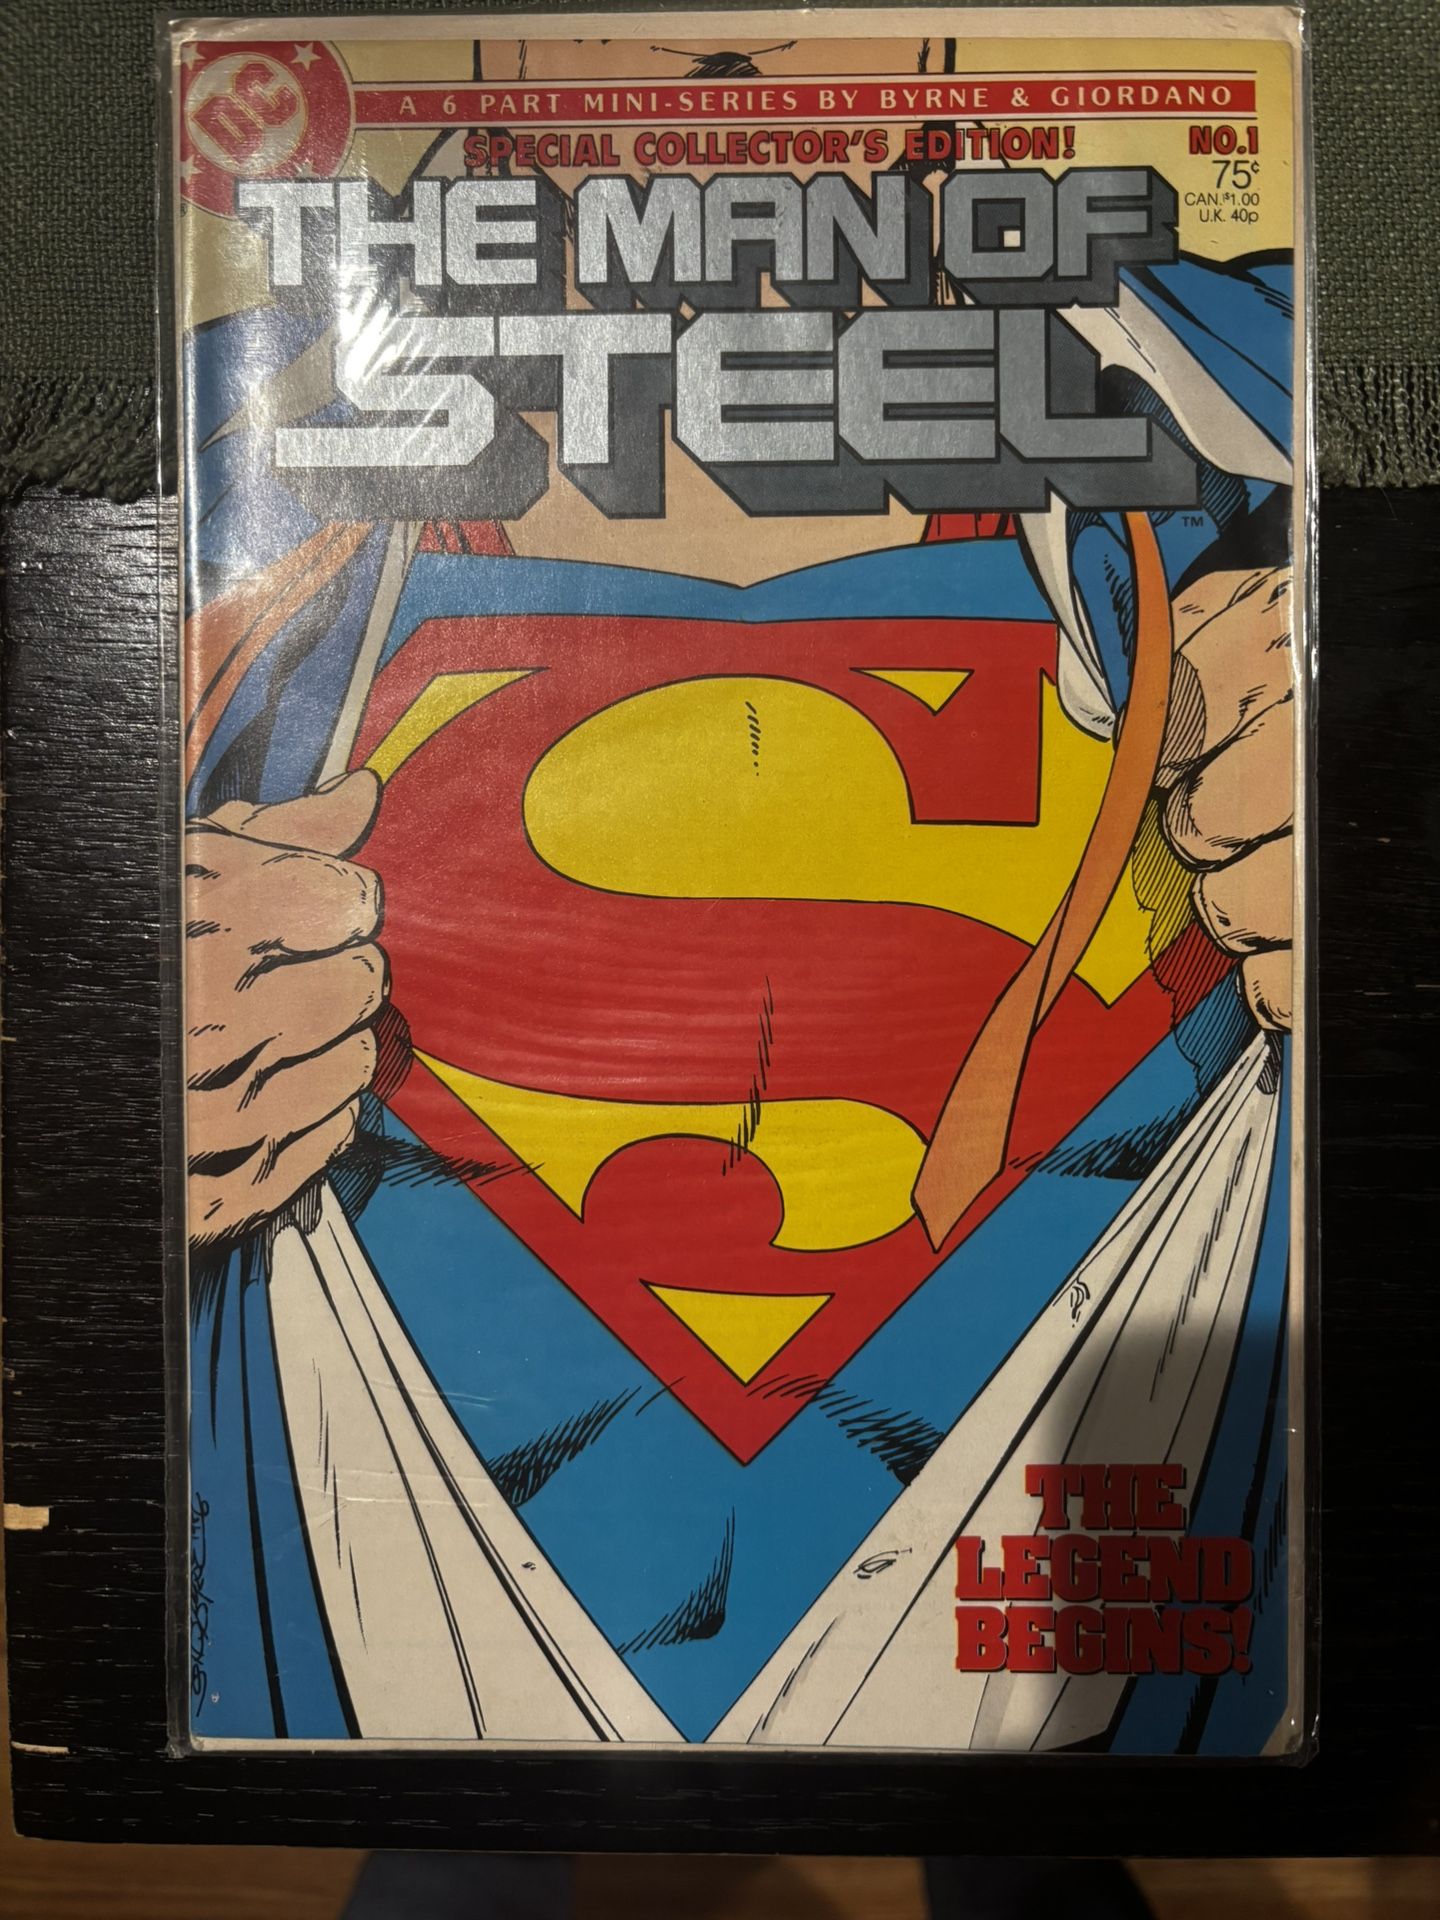 DC
A 6 PART MINI-SERIES BY BYRNE & GIORDANO
SPECIAL COLLECTOR'S EDITION!
NO.1
75¢
CAN. $1.00
U.K. 40p
THE MAN OF
STEEL
TM
S
THE
LEGEND
BEGINS!